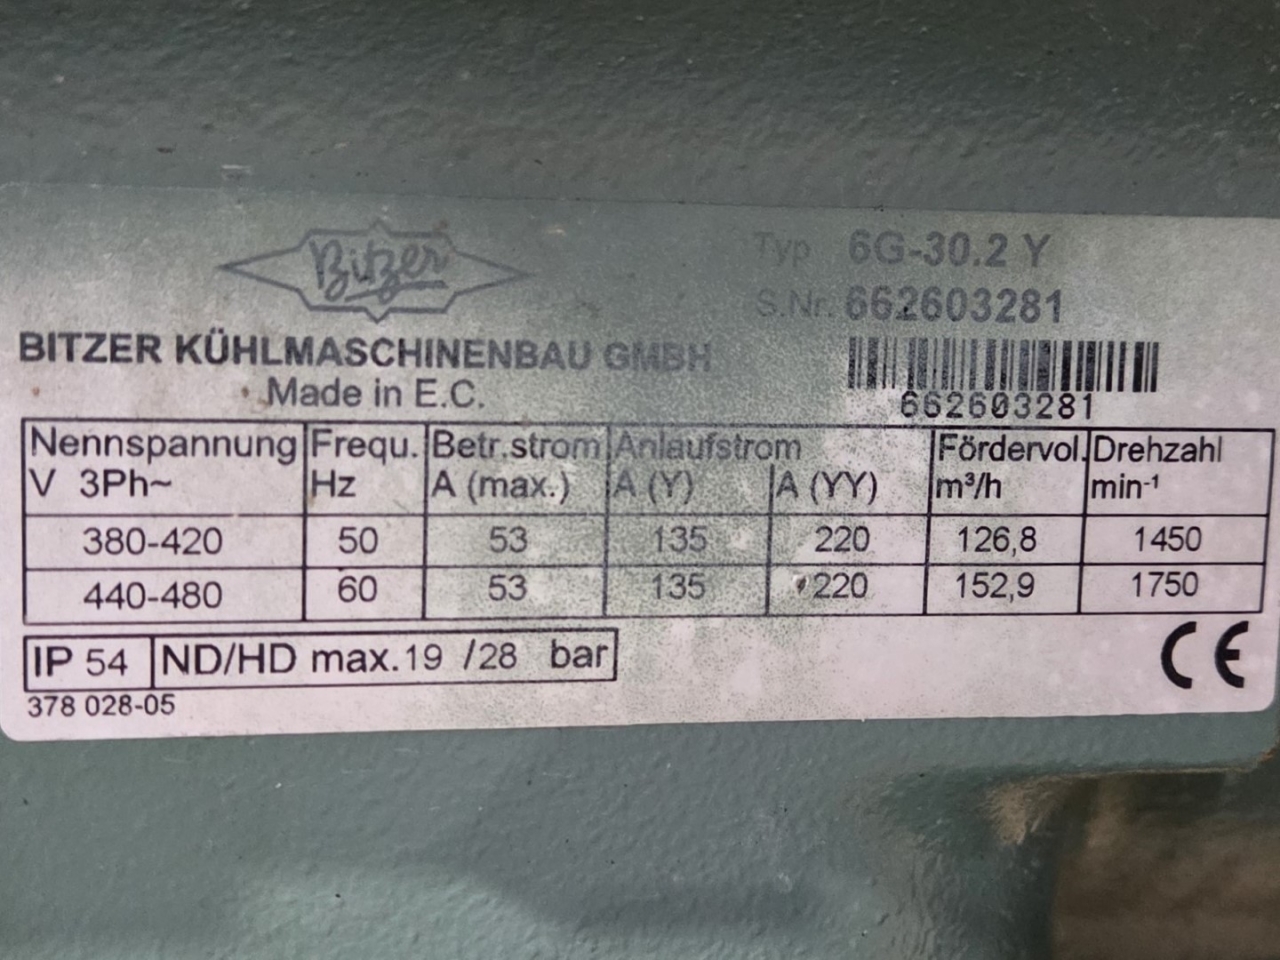 Bitzer
Typ 6G-30.2 Y
S.Nr. 662603281
BITZER KÜHLMASCHINENBAU GMBH
Made in E.C.
662603281
Nennspannung Frequ. Betr.strom Anlaufstrom Fördervol. Drehzahl
V 3Ph~ Hz A (max.) A (Y) A (YY) m³/h min-¹
380-420 50 53 135 220 126,8 1450
440-480 60 53 135 220 152,9 1750
IP 54 ND/HD max.19 /28 bar
CE
378 028-05